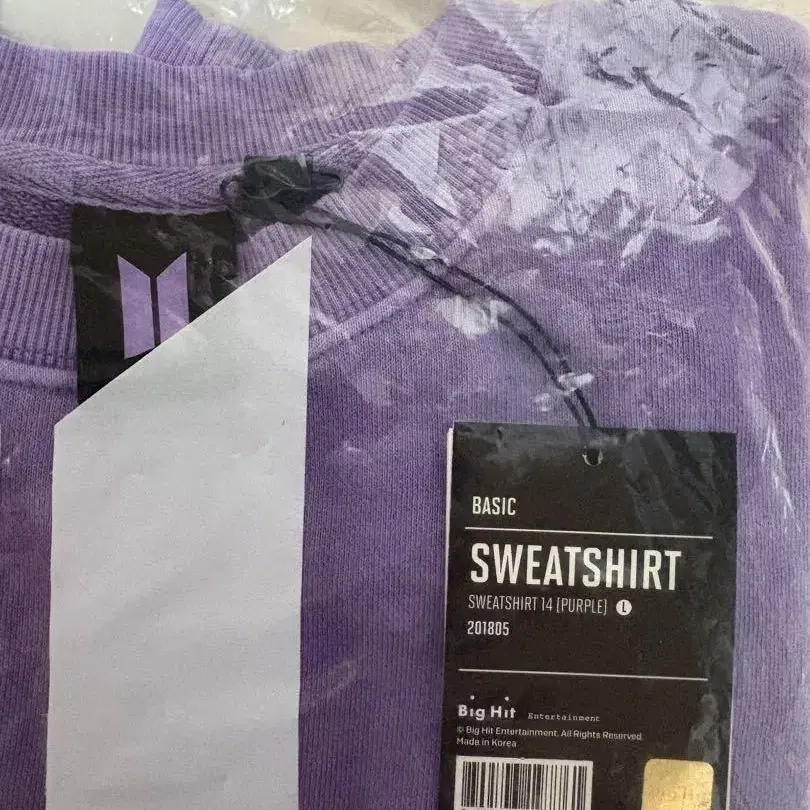 BASIC
SWEATSHIRT
SWEATSHIRT 14 [PURPLE] L
201805
Big Hit Entertainment
© Big Hit Entertainment. All Rights Reserved.
Made in Korea